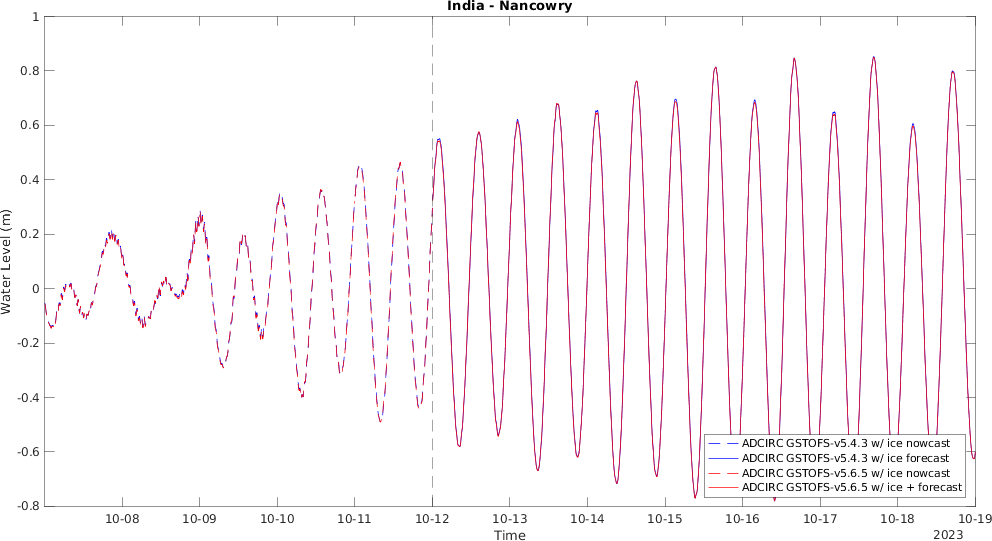 India - Nancowry
1
0.8
0.6
0.4
0.2
0
-0.2
-0.4
-0.6
-0.8
Water Level (m)
ADCIRC GSTOFS-v5.4.3 w/ ice nowcast
ADCIRC GSTOFS-v5.4.3 w/ ice forecast
ADCIRC GSTOFS-v5.6.5 w/ ice nowcast
ADCIRC GSTOFS-v5.6.5 w/ ice + forecast
10-08 10-09 10-10 10-11 10-12 10-13 10-14 10-15 10-16 10-17 10-18 10-19
Time
2023